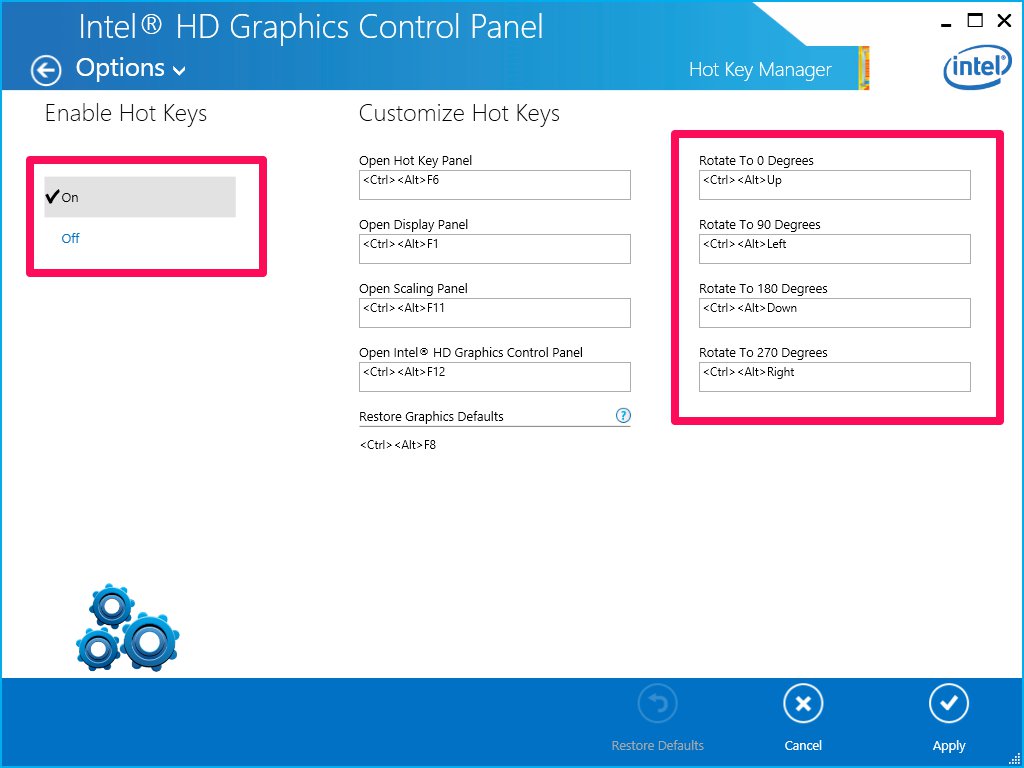 Intel® HD Graphics Control Panel
Options
Hot Key Manager
intel®
Enable Hot Keys
On
Off
Customize Hot Keys
Open Hot Key Panel
<Ctrl><Alt>F6
Open Display Panel
<Ctrl><Alt>F1
Open Scaling Panel
<Ctrl><Alt>F11
Open Intel® HD Graphics Control Panel
<Ctrl><Alt>F12
Restore Graphics Defaults ?
<Ctrl><Alt>F8
Rotate To 0 Degrees
<Ctrl><Alt>Up
Rotate To 90 Degrees
<Ctrl><Alt>Left
Rotate To 180 Degrees
<Ctrl><Alt>Down
Rotate To 270 Degrees
<Ctrl><Alt>Right
Restore Defaults
Cancel
Apply